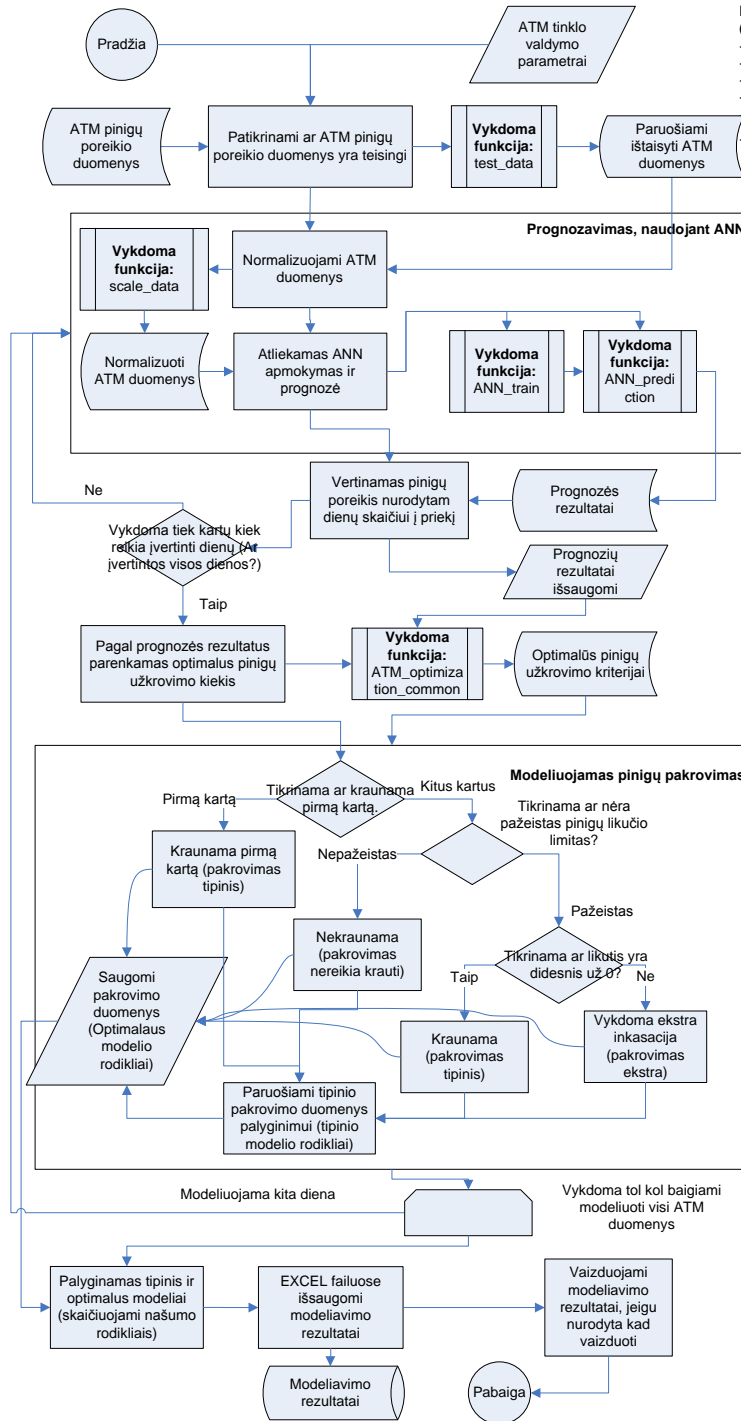 Pradžia
ATM tinklo
valdymo
parametrai
ATM pinigų
poreikio
duomenys
Patikrinami ar ATM pinigų
poreikio duomenys yra teisingi
Vykdoma
funkcija:
test_data
Paruošiami
ištaisyti ATM
duomenys
Prognozavimas, naudojant ANN
Vykdoma
funkcija:
scale_data
Normalizuojami ATM
duomenys
Normalizuoti
ATM duomenys
Atliekamas ANN
apmokymas ir
prognozė
Vykdoma
funkcija:
ANN_train
Vykdoma
funkcija:
ANN_predi
ction
Vertinamas pinigų
poreikis nurodytam
dienų skaičiui į priekį
Prognozės
rezultatai
Ne
Vykdoma tiek kartų kiek
reikia įvertinti dienų (Ar
įvertintos visos dienos?)
Prognozių
rezultatai
išsaugomi
Taip
Pagal prognozės rezultatus
parenkamas optimalus pinigų
užkrovimo kiekis
Vykdoma
funkcija:
ATM_optimiza
tion_common
Optimalūs pinigų
užkrovimo kriterijai
Modeliuojamas pinigų pakrovimas
Tikrinama ar kraunama
pirmą kartą.
Pirmą kartą
Kitus kartus
Tikrinama ar nėra
pažeistas pinigų likučio
limitas?
Kraunama pirmą
kartą (pakrovimas
tipinis)
Nepažeistas
Pažeistas
Nekraunama
(pakrovimas
nereikia krauti)
Tikrinama ar likutis yra
didesnis už 0?
Taip
Ne
Saugomi
pakrovimo
duomenys
(Optimalaus
modelio
rodikliai)
Kraunama
(pakrovimas
tipinis)
Vykdoma ekstra
inkasacija
(pakrovimas
ekstra)
Paruošiami tipinio
pakrovimo duomenys
palyginimui (tipinio
modelio rodikliai)
Modeliuojama kita diena
Vykdoma tol kol baigiami
modeliuoti visi ATM
duomenys
Palyginamas tipinis ir
optimalus modeliai
(skaičiuojami našumo
rodikliais)
EXCEL failuose
išsaugomi
modeliavimo
rezultatai
Vaizduojami
modeliavimo
rezultatai, jeigu
nurodyta kad
vaizduoti
Modeliavimo
rezultatai
Pabaiga